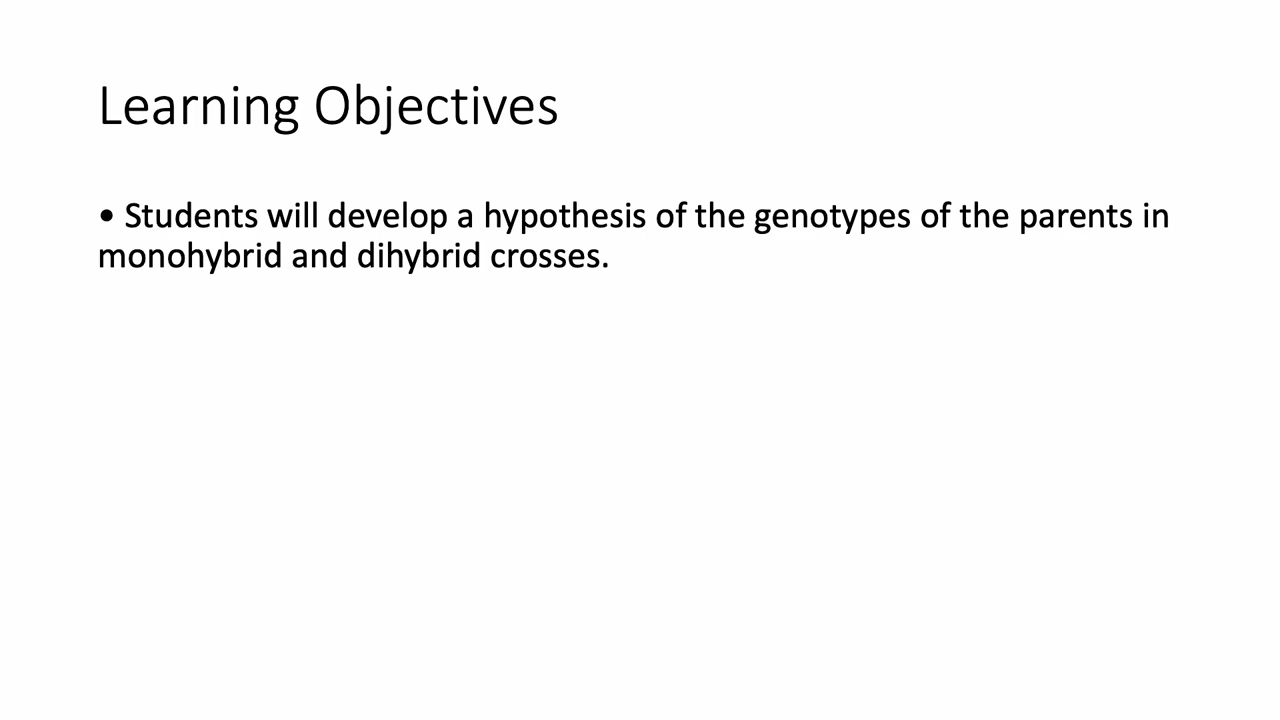 Learning Objectives
• Students will develop a hypothesis of the genotypes of the parents in
monohybrid and dihybrid crosses.